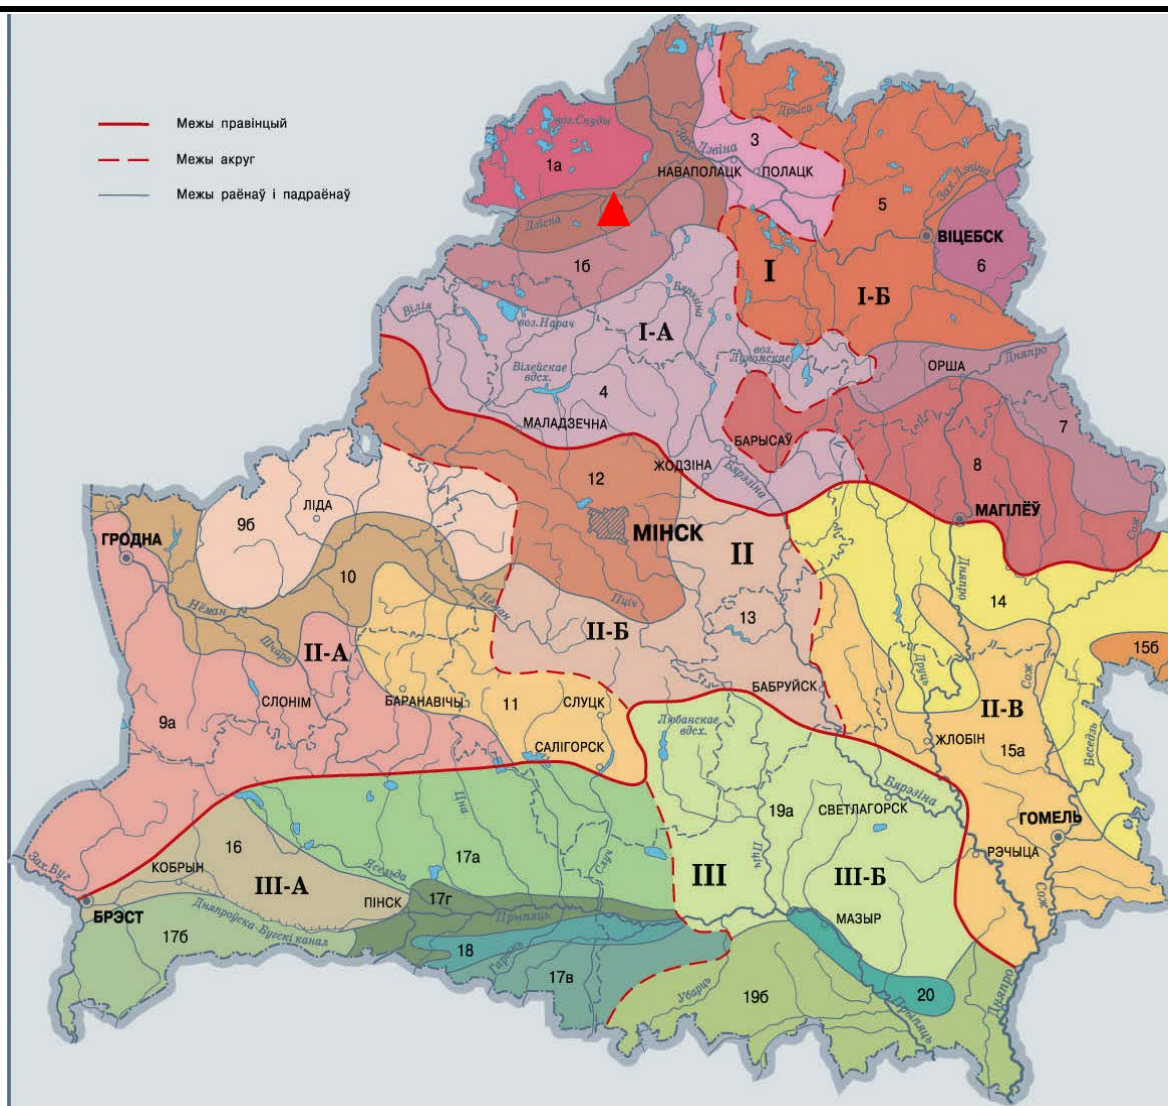 Межы правінцый
Межы акруг
Межы раёнаў і падраёнаў
воз.Снуды
1а
Дрыса
Зах. Дзвіна
3
НАВАПОЛАЦК
ПОЛАЦК
5
Зах. Дзвіна
Дзісна
ВІЦЕБСК
6
1б
I
I-Б
Вілія
воз.Нарач
Бярэзіна
I-А
воз. Лукомскае
ОРША
Дняпро
Вілейскае
вдсх.
4
МАЛАДЗЕЧНА
БАРЫСАЎ
7
8
ЖОДЗІНА
Бярэзіна
12
ЛІДА
9б
ГРОДНА
МІНСК
МАГІЛЁЎ
Сож
II
10
Нёман
Нёман
Пціч
Дняпро
14
13
Шчара
II-А
II-Б
15б
Друць
Сож
БАБРУЙСК
СЛОНІМ
БАРАНАВІЧЫ
11
СЛУЦК
II-В
9а
Любанскае
вдсх.
ЖЛОБІН
15а
Беседзь
САЛІГОРСК
Бярэзіна
Цна
19а
СВЕТЛАГОРСК
ГОМЕЛЬ
16
17а
Случ
Пціч
РЭЧЫЦА
Зах.Буг
КОБРЫН
III-А
Ясельда
III
III-Б
Сож
БРЭСТ
ПІНСК
17г
Прыпяць
МАЗЫР
Дняпроўска-Бугскі канал
17б
18
Гарынь
17в
Убарць
19б
Прыпяць
20
Дняпро